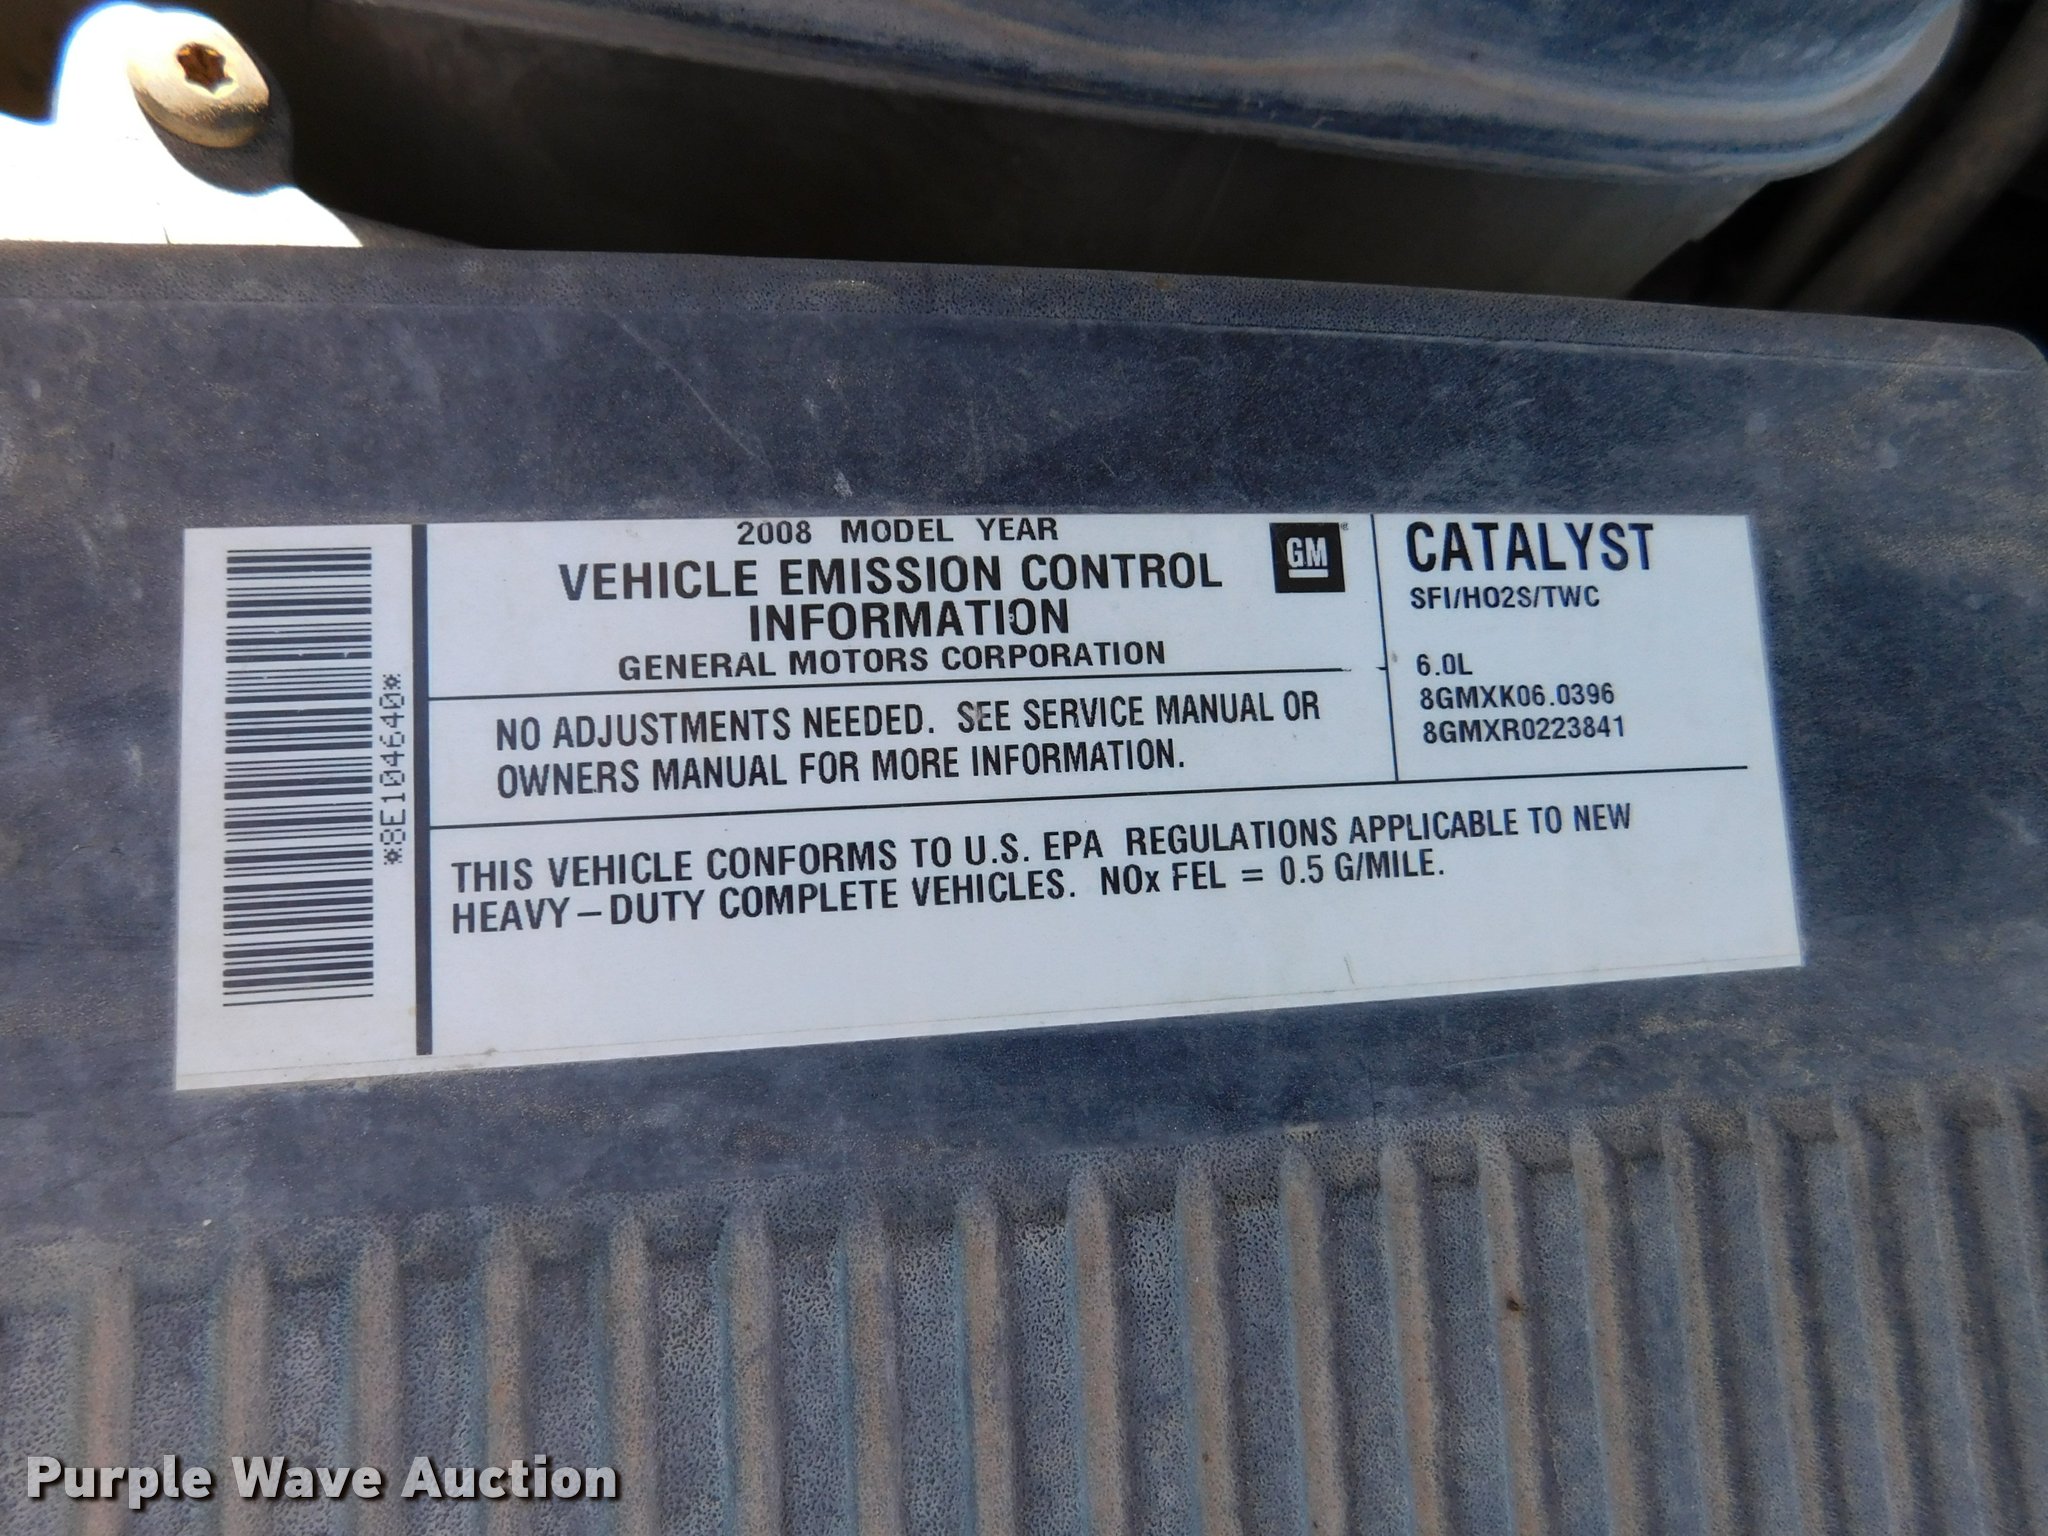 *8E104640*
2008 MODEL YEAR
VEHICLE EMISSION CONTROL
INFORMATION
GENERAL MOTORS CORPORATION
GM
NO ADJUSTMENTS NEEDED. SEE SERVICE MANUAL OR
OWNERS MANUAL FOR MORE INFORMATION.
CATALYST
SFI/HO2S/TWC
6.0L
8GMXK06.0396
8GMXR0223841
THIS VEHICLE CONFORMS TO U.S. EPA REGULATIONS APPLICABLE TO NEW
HEAVY-DUTY COMPLETE VEHICLES. NOx FEL = 0.5 G/MILE.
Purple Wave Auction